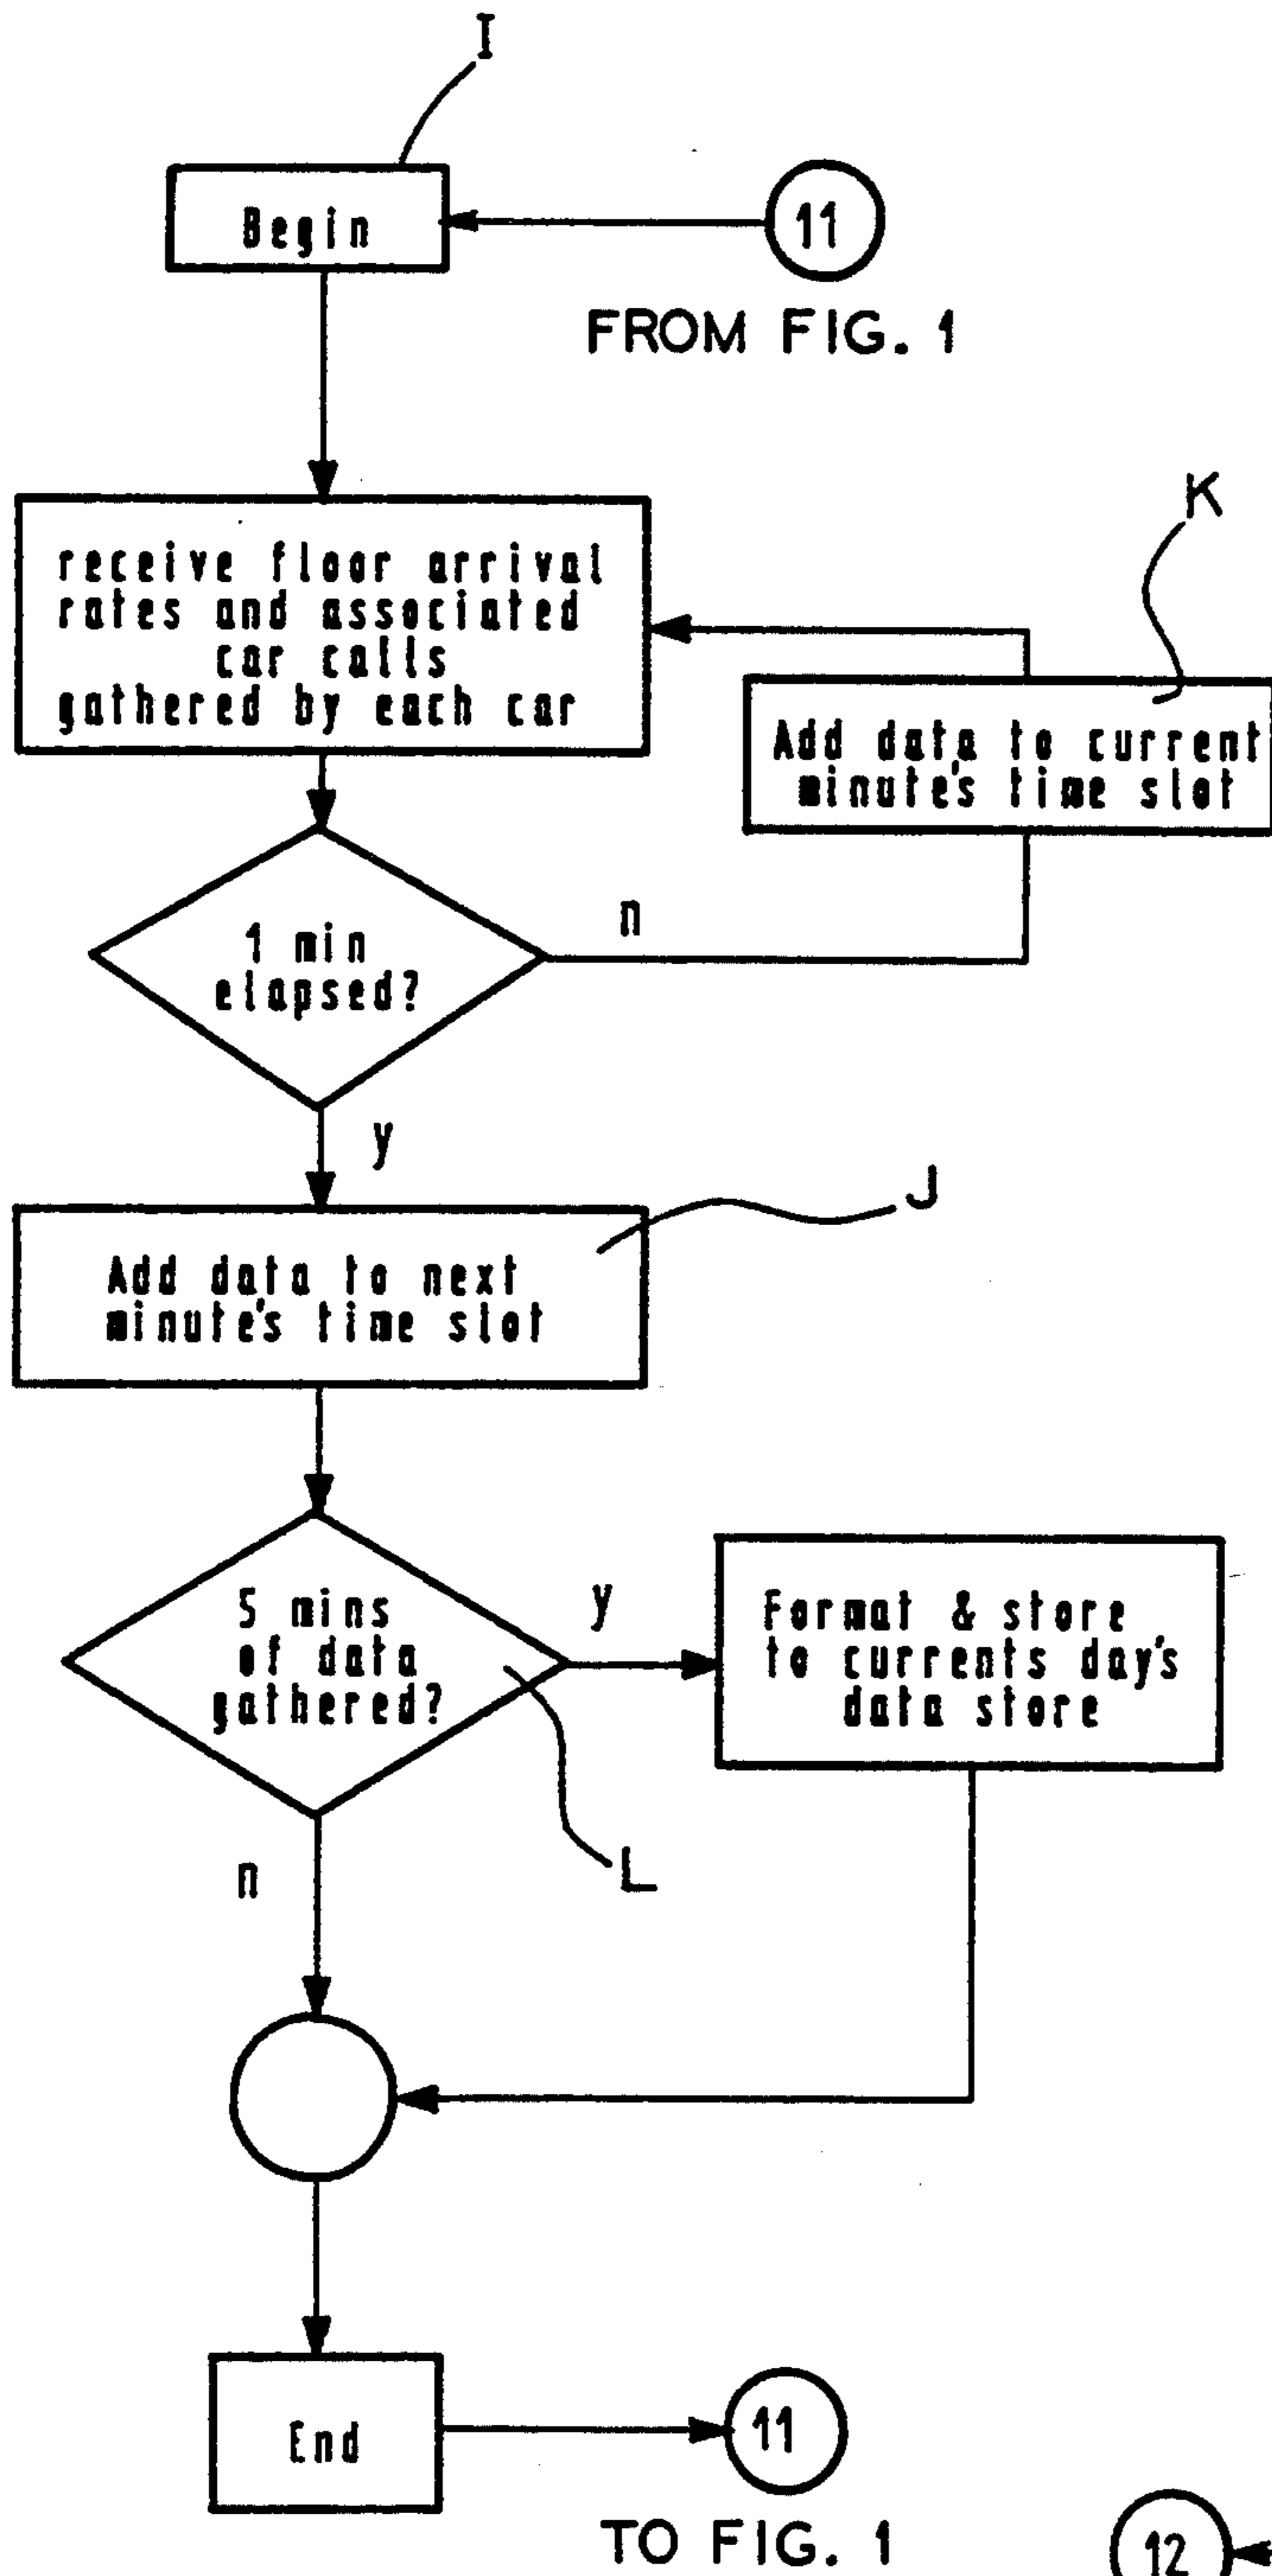 I
Begin
11
FROM FIG. 1
receive floor arrival
rates and associated
car calls
gathered by each car
K
Add data to current
minute's time slot
1 min
elapsed?
n
y
J
Add data to next
minute's time slot
5 mins
of data
gathered?
y
Format & store
to currents day's
data store
L
n
End
11
TO FIG. 1
12